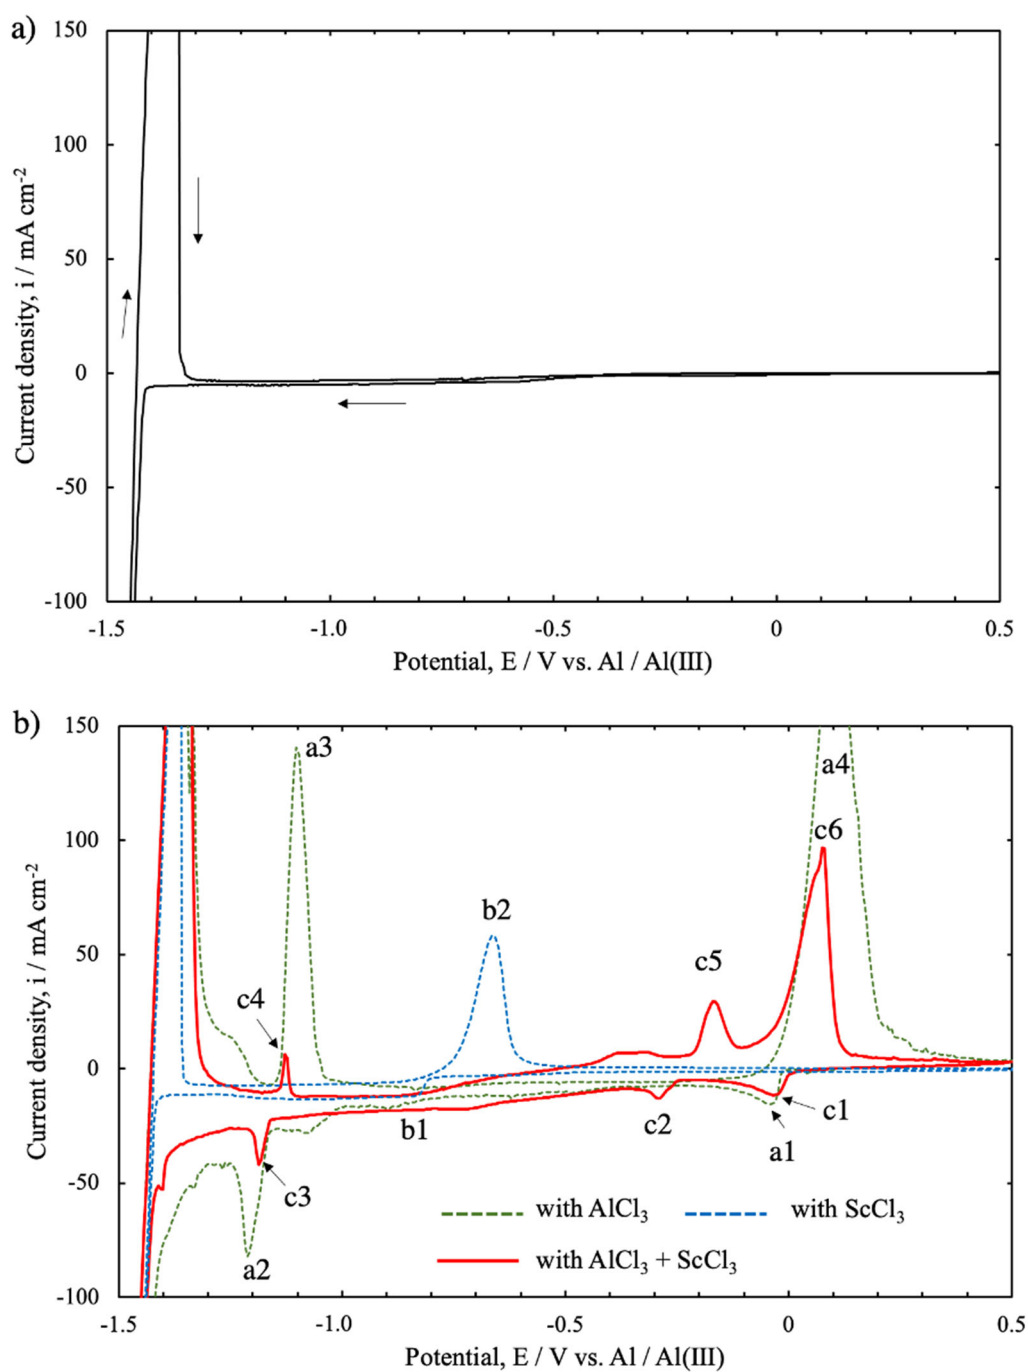 a)
150
100
50
0
-50
-100
Current density, i / mA cm⁻²
-1.5
-1.0
-0.5
0
0.5
Potential, E / V vs. Al / Al(III)
b)
150
100
50
0
-50
-100
Current density, i / mA cm⁻²
a3
a4
c6
b2
c5
c4
b1
c2
c1
a1
c3
a2
with AlCl₃
with ScCl₃
with AlCl₃ + ScCl₃
-1.5
-1.0
-0.5
0
0.5
Potential, E / V vs. Al / Al(III)